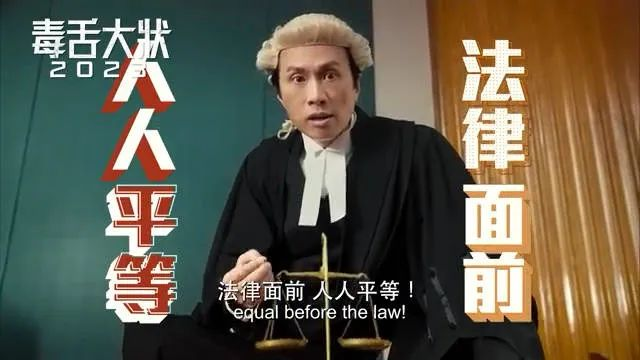 毒舌大狀
2023
法律面前
人人平等
法律面前 人人平等！
equal before the law!